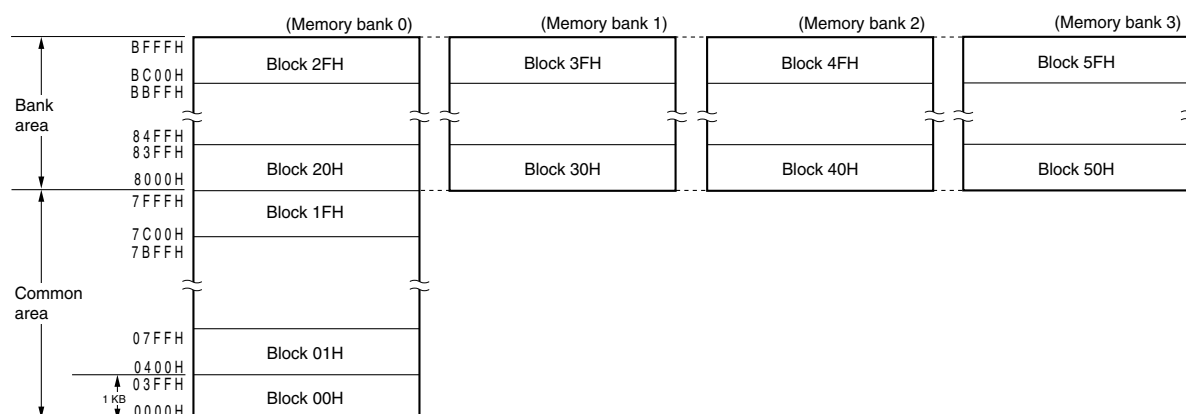 (Memory bank 0) (Memory bank 1) (Memory bank 2) (Memory bank 3)
BFFFH
Block 2FH Block 3FH Block 4FH Block 5FH
BC00H
BBFFH
Bank
area
84FFH
83FFH
Block 20H Block 30H Block 40H Block 50H
8000H
7FFFH
Block 1FH
7C00H
7BFFH
Common
area
07FFH
Block 01H
0400H
03FFH
1 KB
Block 00H
0000H